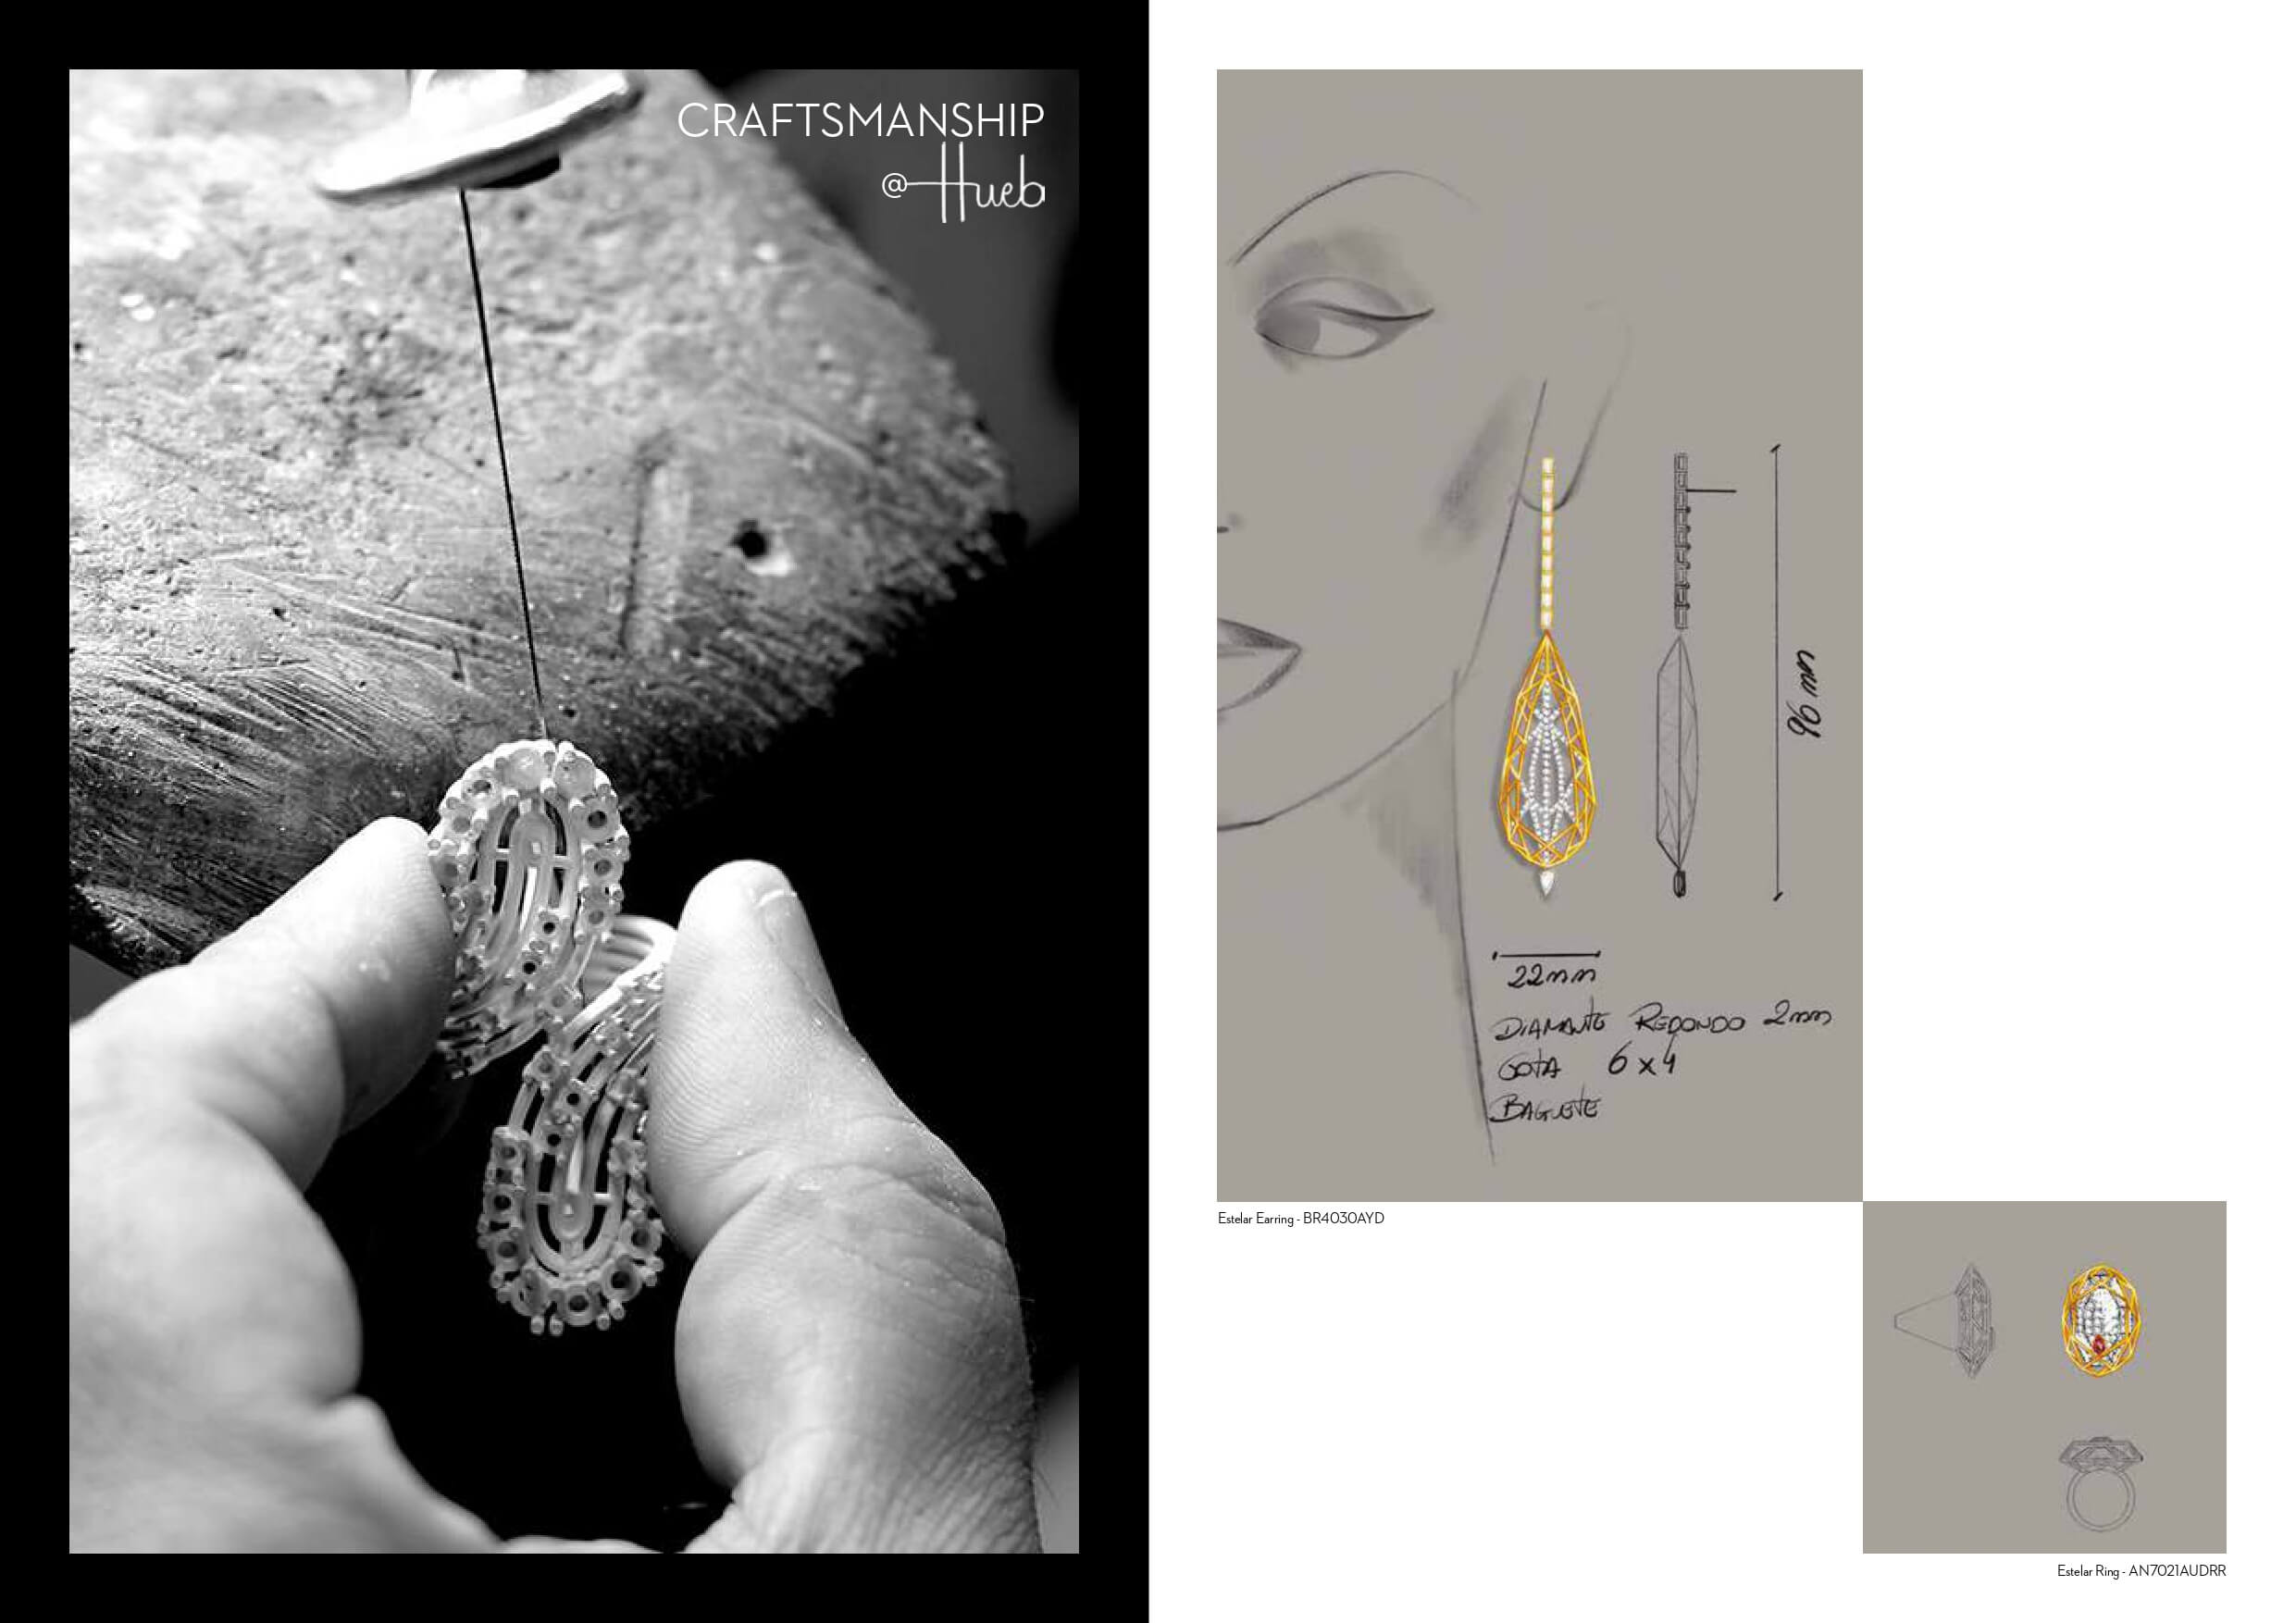 CRAFTSMANSHIP
@Hueb
96 mm
22mm
DIAMANTE REDONDO 2mm
GOTA 6 x 4
BAGUETE
Estelar Earring - BR4030AYD
Estelar Ring - AN7021AUDRR